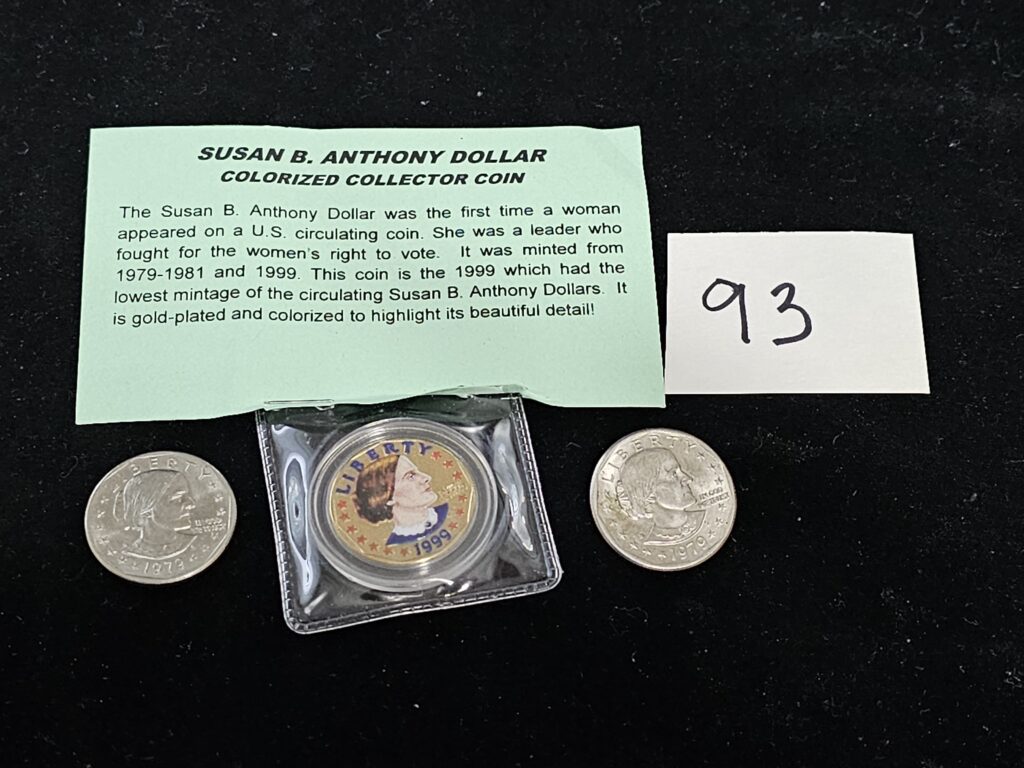 SUSAN B. ANTHONY DOLLAR
COLORIZED COLLECTOR COIN
The Susan B. Anthony Dollar was the first time a woman
appeared on a U.S. circulating coin. She was a leader who
fought for the women's right to vote. It was minted from
1979-1981 and 1999. This coin is the 1999 which had the
lowest mintage of the circulating Susan B. Anthony Dollars. It
is gold-plated and colorized to highlight its beautiful detail!
93
LIBERTY
1979
LIBERTY
1999
LIBERTY
IN GOD
1979